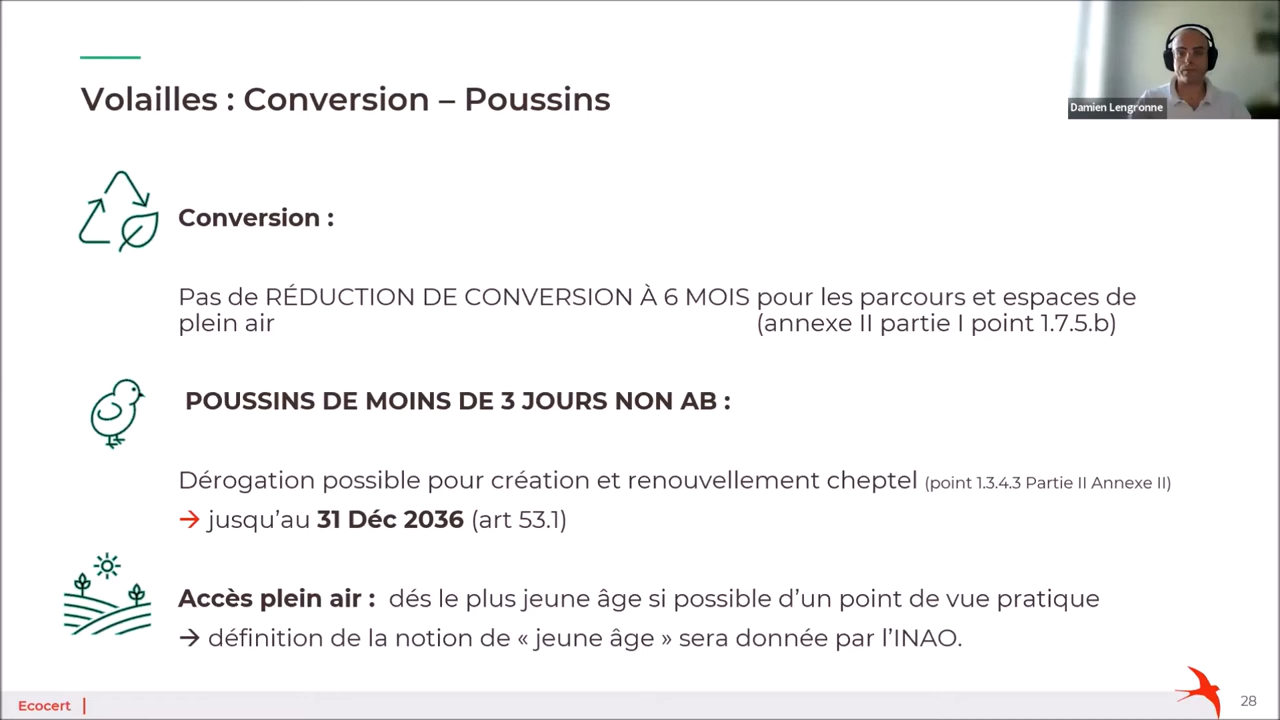 Damien Lengronne
Volailles : Conversion – Poussins
Conversion :
Pas de RÉDUCTION DE CONVERSION À 6 MOIS pour les parcours et espaces de
plein air (annexe II partie I point 1.7.5.b)
POUSSINS DE MOINS DE 3 JOURS NON AB :
Dérogation possible pour création et renouvellement cheptel (point 1.3.4.3 Partie II Annexe II)
→ jusqu’au 31 Déc 2036 (art 53.1)
Accès plein air : dés le plus jeune âge si possible d’un point de vue pratique
→ définition de la notion de « jeune âge » sera donnée par l’INAO.
Ecocert |
28